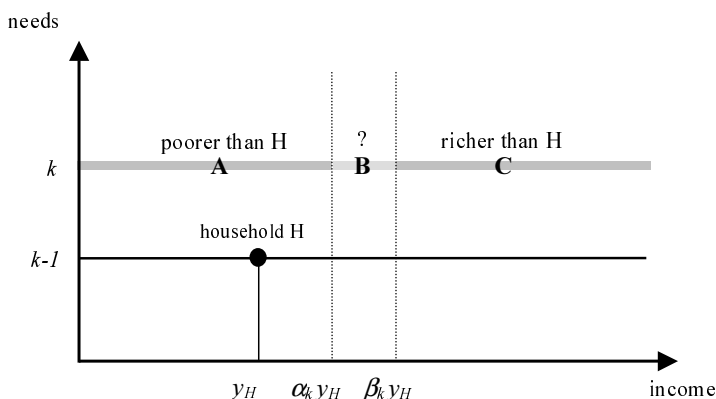 needs
poorer than H ? richer than H
k A B C
household H
k-1
y_H α_k y_H β_k y_H
income